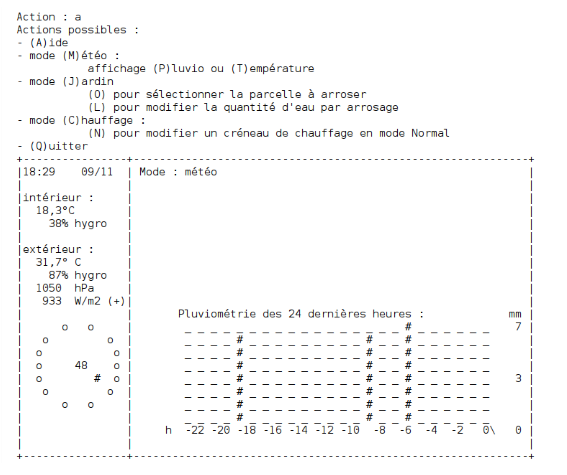 Action : a
Actions possibles :
- (A)ide
- mode (M)étéo :
          affichage (P)luvio ou (T)empérature
- mode (J)ardin
          (O) pour sélectionner la parcelle à arroser
          (L) pour modifier la quantité d'eau par arrosage
- mode (C)hauffage :
          (N) pour modifier un créneau de chauffage en mode Normal
- (Q)uitter
+----------------+-------------------------------------------------------------+
|18:29    09/11  | Mode : météo                                                |
|                |                                                             |
|intérieur :     |                                                             |
|  18,3°C        |                                                             |
|    38% hygro   |                                                             |
|                |                                                             |
|extérieur :     |                                                             |
|  31,7° C       |                                                             |
|    87% hygro   |                                                             |
|  1050  hPa     |                                                             |
|   933  W/m2 (+)|                                                             |
|                |       Pluviométrie des 24 dernières heures :             mm |
|      o   o     |        _ _ _ _ _ _ _ _ _ _ _ _ _ _ _ _ _ # _ _ _ _ _ _    7 |
|   o         o  |        _ _ _ _ # _ _ _ _ _ _ _ _ _ # _ _ # _ _ _ _ _ _      |
|  o           o |        _ _ _ _ # _ _ _ _ _ _ _ _ _ # _ _ # _ _ _ _ _ _      |
|  o     48    o |        _ _ _ _ # _ _ _ _ _ _ _ _ _ # _ _ # _ _ _ _ _ _      |
|  o        #  o |        _ _ _ _ # _ _ _ _ _ _ _ _ _ # _ _ # _ _ _ _ _ _    3 |
|   o         o  |        _ _ _ _ # _ _ _ _ _ _ _ _ _ # _ _ # _ _ _ _ _ _      |
|      o   o     |        _ _ _ _ # _ _ _ _ _ _ _ _ _ # _ _ # _ _ _ _ _ _      |
|                |        _ _ _ _ # _ _ _ _ _ _ _ _ _ # _ _ # _ _ _ _ _ _      |
|                |     h  -22 -20 -18 -16 -14 -12 -10  -8  -6  -4  -2   0\   0 |
|                |                                                             |
+----------------+-------------------------------------------------------------+